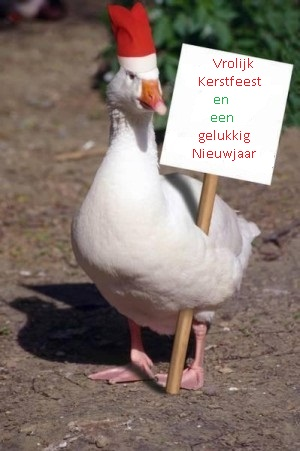 Vrolijk
Kerstfeest
en
een
gelukkig
Nieuwjaar